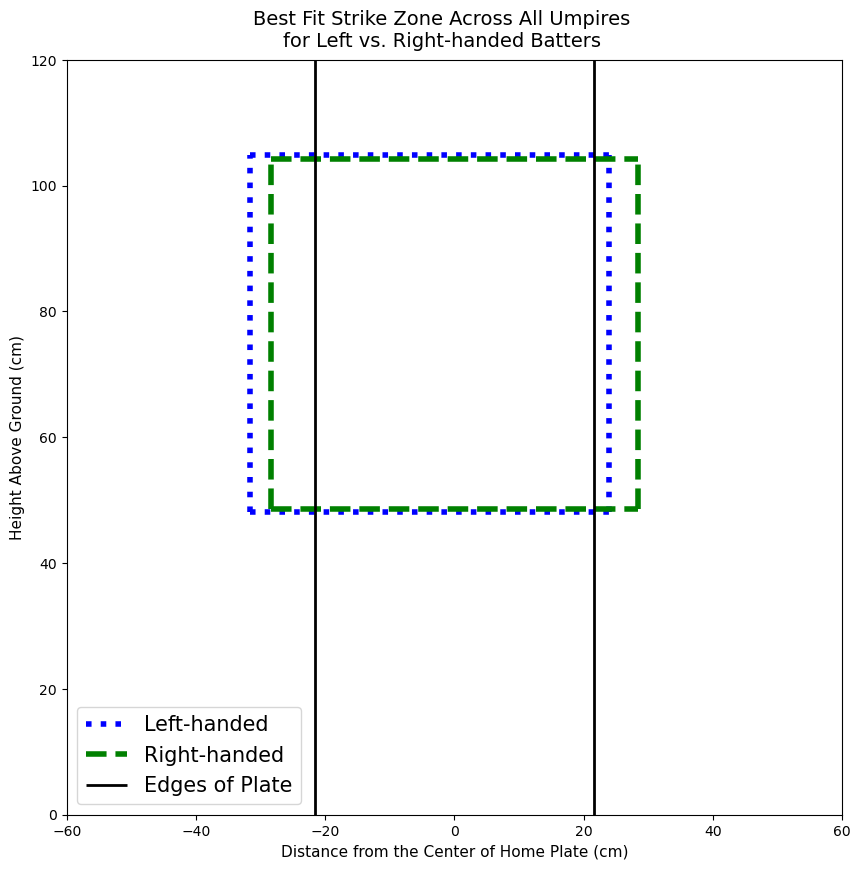 Best Fit Strike Zone Across All Umpires
for Left vs. Right-handed Batters
120
100
80
60
40
20
0
Height Above Ground (cm)
Left-handed
Right-handed
Edges of Plate
−60
−40
−20
0
20
40
60
Distance from the Center of Home Plate (cm)